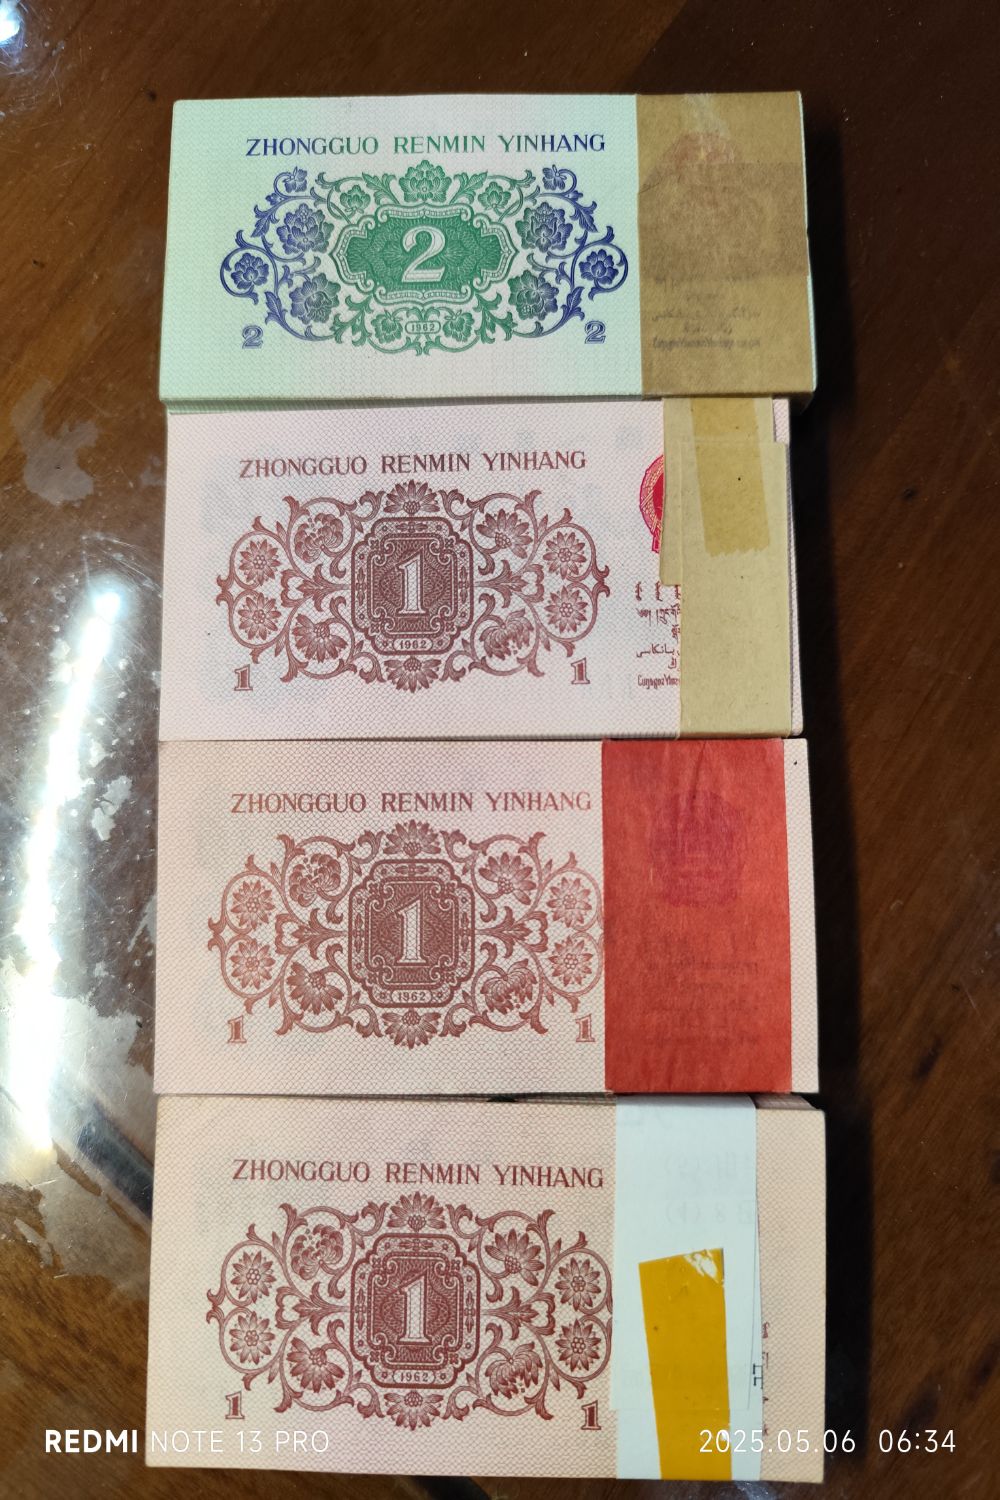 ZHONGGUO RENMIN YINHANG
2
1962
2 2
ZHONGGUO RENMIN YINHANG
1
1962
1 1
ZHONGGUO RENMIN YINHANG
1
1962
1 1
ZHONGGUO RENMIN YINHANG
1
1962
1 1
REDMI NOTE 13 PRO
2025.05.06 06:34